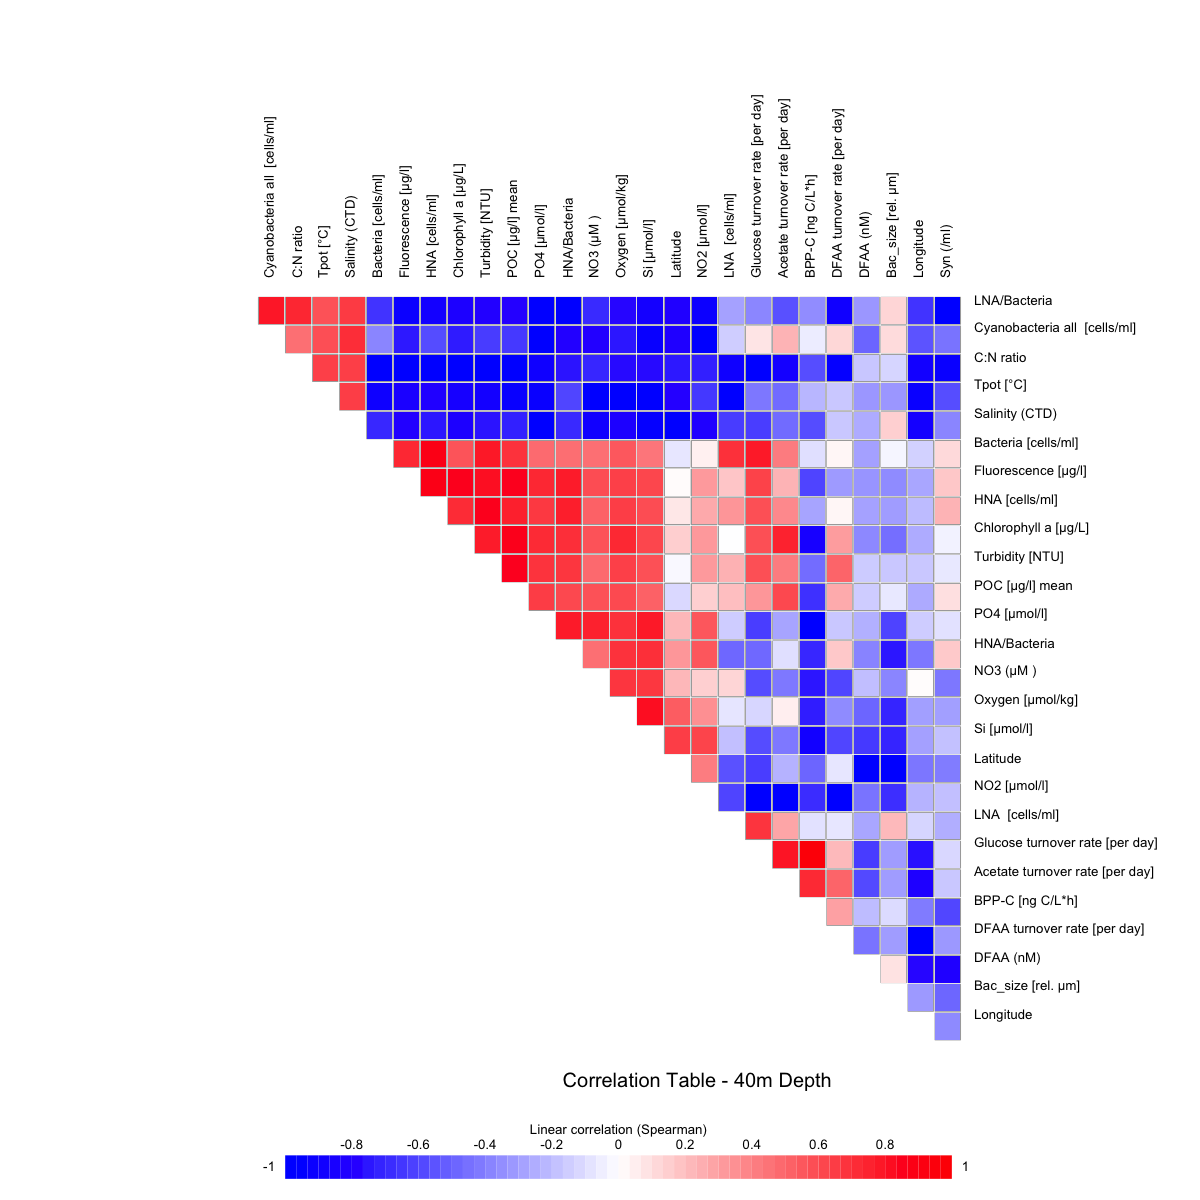 Cyanobacteria all  [cells/ml]
C:N ratio
Tpot [°C]
Salinity (CTD)
Bacteria [cells/ml]
Fluorescence [µg/l]
HNA [cells/ml]
Chlorophyll a [µg/L]
Turbidity [NTU]
POC [µg/l] mean
PO4 [µmol/l]
HNA/Bacteria
NO3 (µM )
Oxygen [µmol/kg]
Si [µmol/l]
Latitude
NO2 [µmol/l]
LNA  [cells/ml]
Glucose turnover rate [per day]
Acetate turnover rate [per day]
BPP-C [ng C/L*h]
DFAA turnover rate [per day]
DFAA (nM)
Bac_size [rel. µm]
Longitude
Syn (/ml)
LNA/Bacteria
Cyanobacteria all  [cells/ml]
C:N ratio
Tpot [°C]
Salinity (CTD)
Bacteria [cells/ml]
Fluorescence [µg/l]
HNA [cells/ml]
Chlorophyll a [µg/L]
Turbidity [NTU]
POC [µg/l] mean
PO4 [µmol/l]
HNA/Bacteria
NO3 (µM )
Oxygen [µmol/kg]
Si [µmol/l]
Latitude
NO2 [µmol/l]
LNA  [cells/ml]
Glucose turnover rate [per day]
Acetate turnover rate [per day]
BPP-C [ng C/L*h]
DFAA turnover rate [per day]
DFAA (nM)
Bac_size [rel. µm]
Longitude
Correlation Table - 40m Depth
Linear correlation (Spearman)
-0.8 -0.6 -0.4 -0.2 0 0.2 0.4 0.6 0.8
-1 1